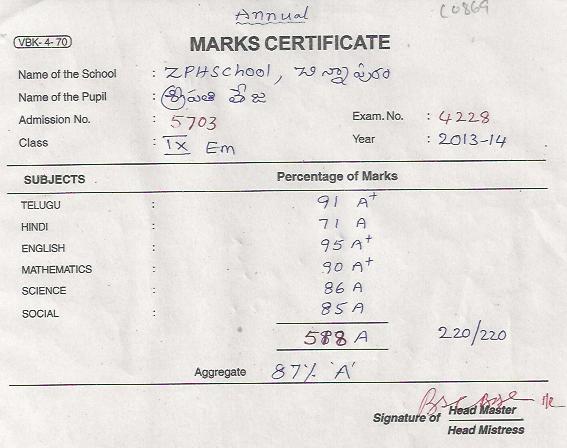 Annual
C0869
VBK-4-70
MARKS CERTIFICATE
Name of the School : ZPHSchool,
Name of the Pupil :
Admission No. : 5703 Exam. No. : 4228
Class : IX Em Year : 2013-14
SUBJECTS Percentage of Marks
TELUGU : 91 A+
HINDI : 71 A
ENGLISH : 95 A+
MATHEMATICS : 90 A+
SCIENCE : 86 A
SOCIAL : 85 A
518 A 220/220
Aggregate 87% 'A'
Signature of Head Master
Head Mistress